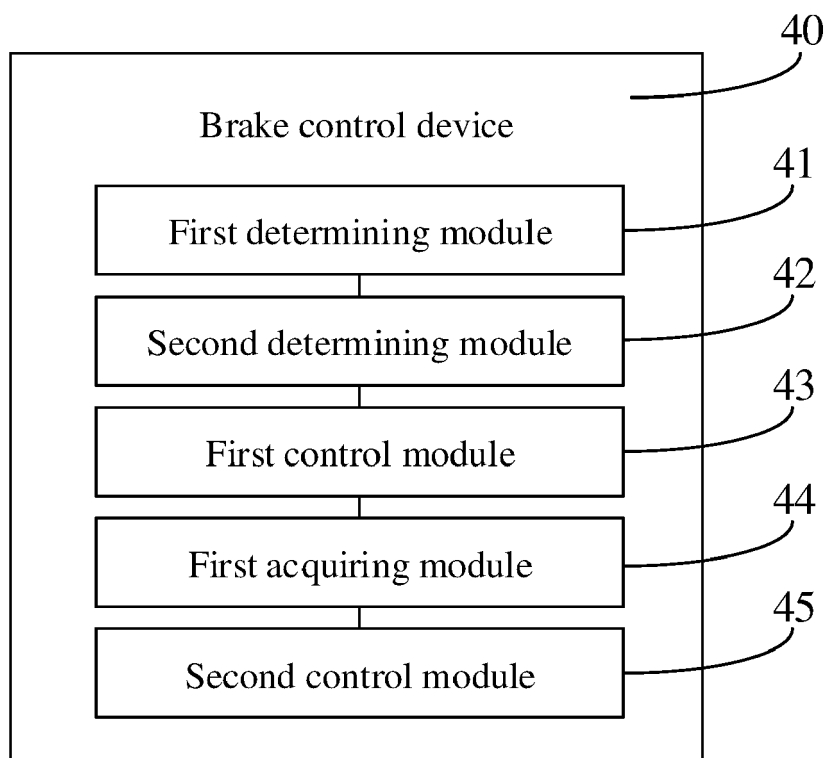 40
Brake control device
41
First determining module
42
Second determining module
43
First control module
44
First acquiring module
45
Second control module